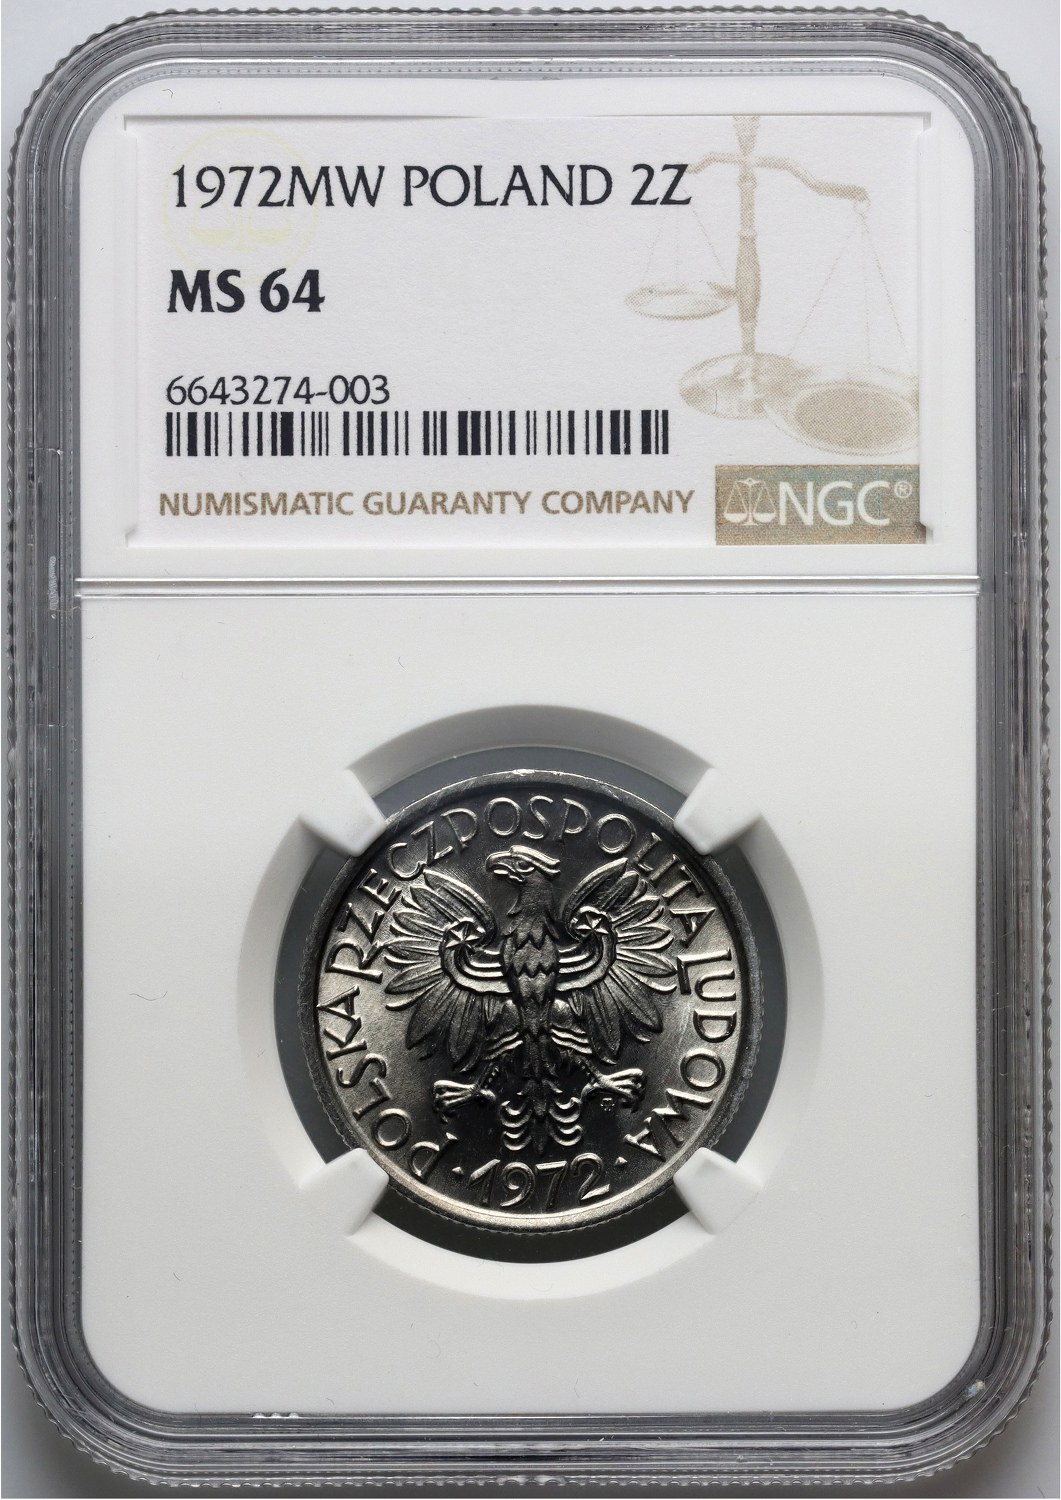 1972MW POLAND 2Z
MS 64
6643274-003
NUMISMATIC GUARANTY COMPANY
NGC®
POLSKA RZECZPOSPOLITA LUDOWA
· 1972 ·